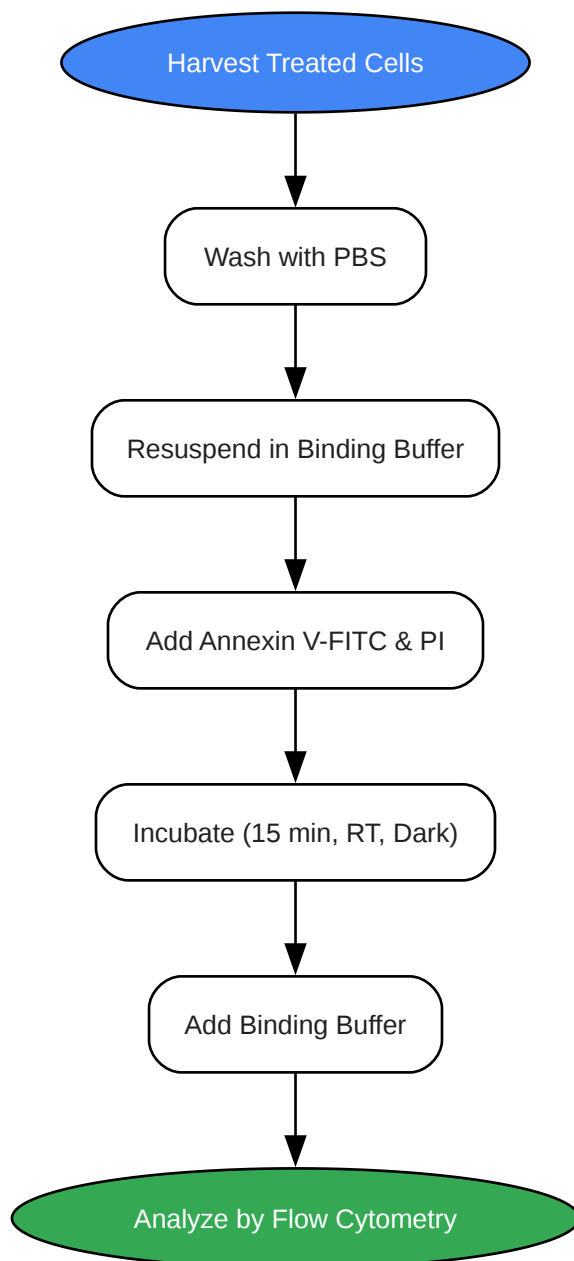 Harvest Treated Cells
Wash with PBS
Resuspend in Binding Buffer
Add Annexin V-FITC & PI
Incubate (15 min, RT, Dark)
Add Binding Buffer
Analyze by Flow Cytometry